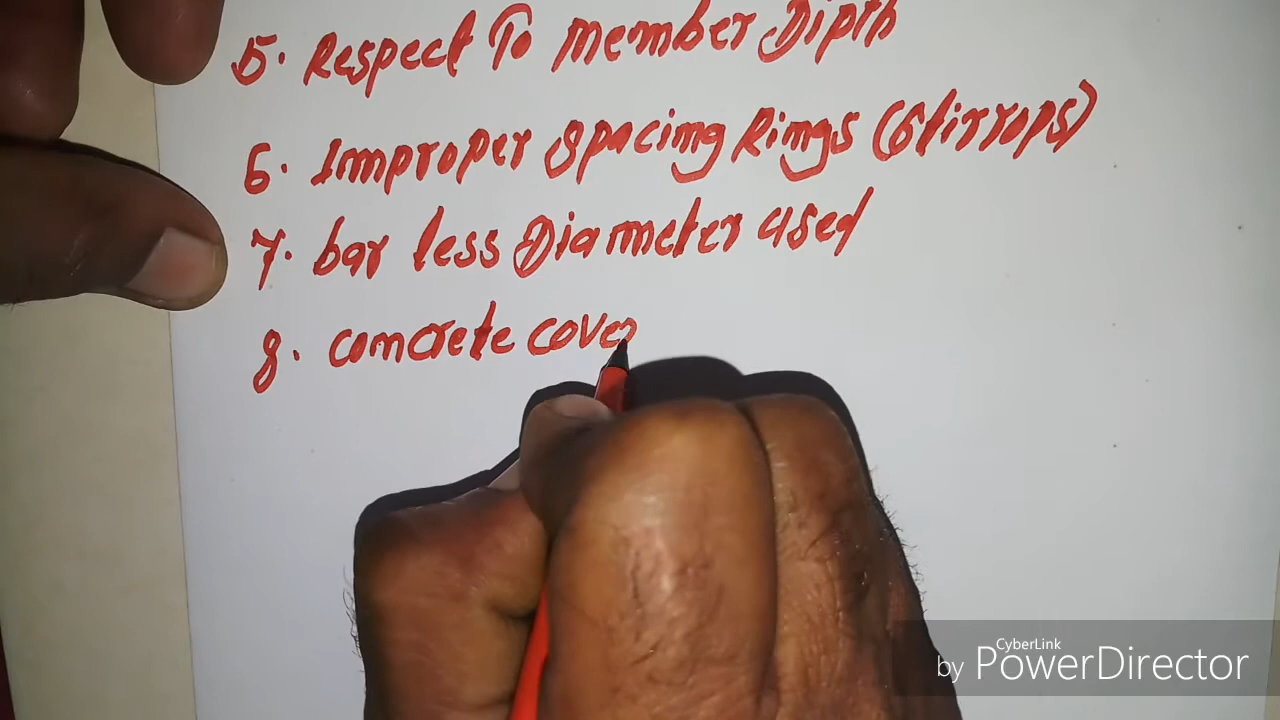 5. Respect To Member Dipth
6. Improper Spacing Rings (Stirrops)
7. bar less Diameter used
8. concrete cover
CyberLink
by PowerDirector